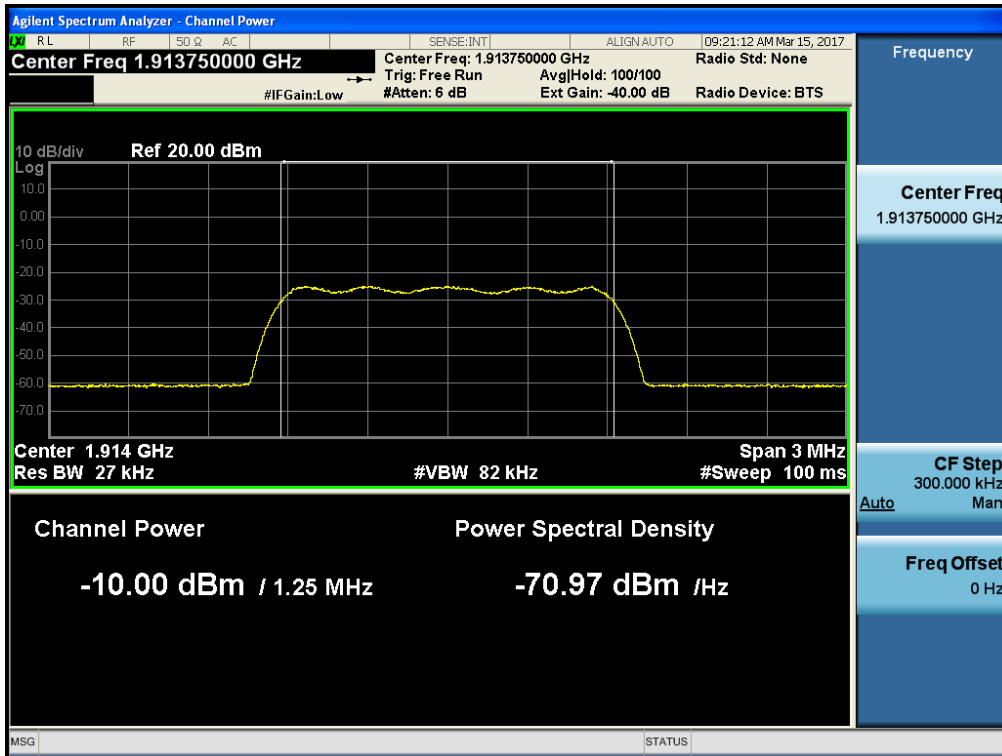 Agilent Spectrum Analyzer - Channel Power
LXI RL RF 50 Ω AC SENSE:INT ALIGN AUTO 09:21:12 AM Mar 15, 2017
Center Freq 1.913750000 GHz
Center Freq: 1.913750000 GHz Radio Std: None
Trig: Free Run Avg|Hold: 100/100
#IFGain:Low #Atten: 6 dB Ext Gain: -40.00 dB Radio Device: BTS
10 dB/div Ref 20.00 dBm
Log
10.0
0.00
-10.0
-20.0
-30.0
-40.0
-50.0
-60.0
-70.0
Center 1.914 GHz Span 3 MHz
Res BW 27 kHz #VBW 82 kHz #Sweep 100 ms
Channel Power Power Spectral Density
-10.00 dBm / 1.25 MHz -70.97 dBm /Hz
Frequency
Center Freq
1.913750000 GHz
CF Step
300.000 kHz
Auto Man
Freq Offset
0 Hz
MSG STATUS